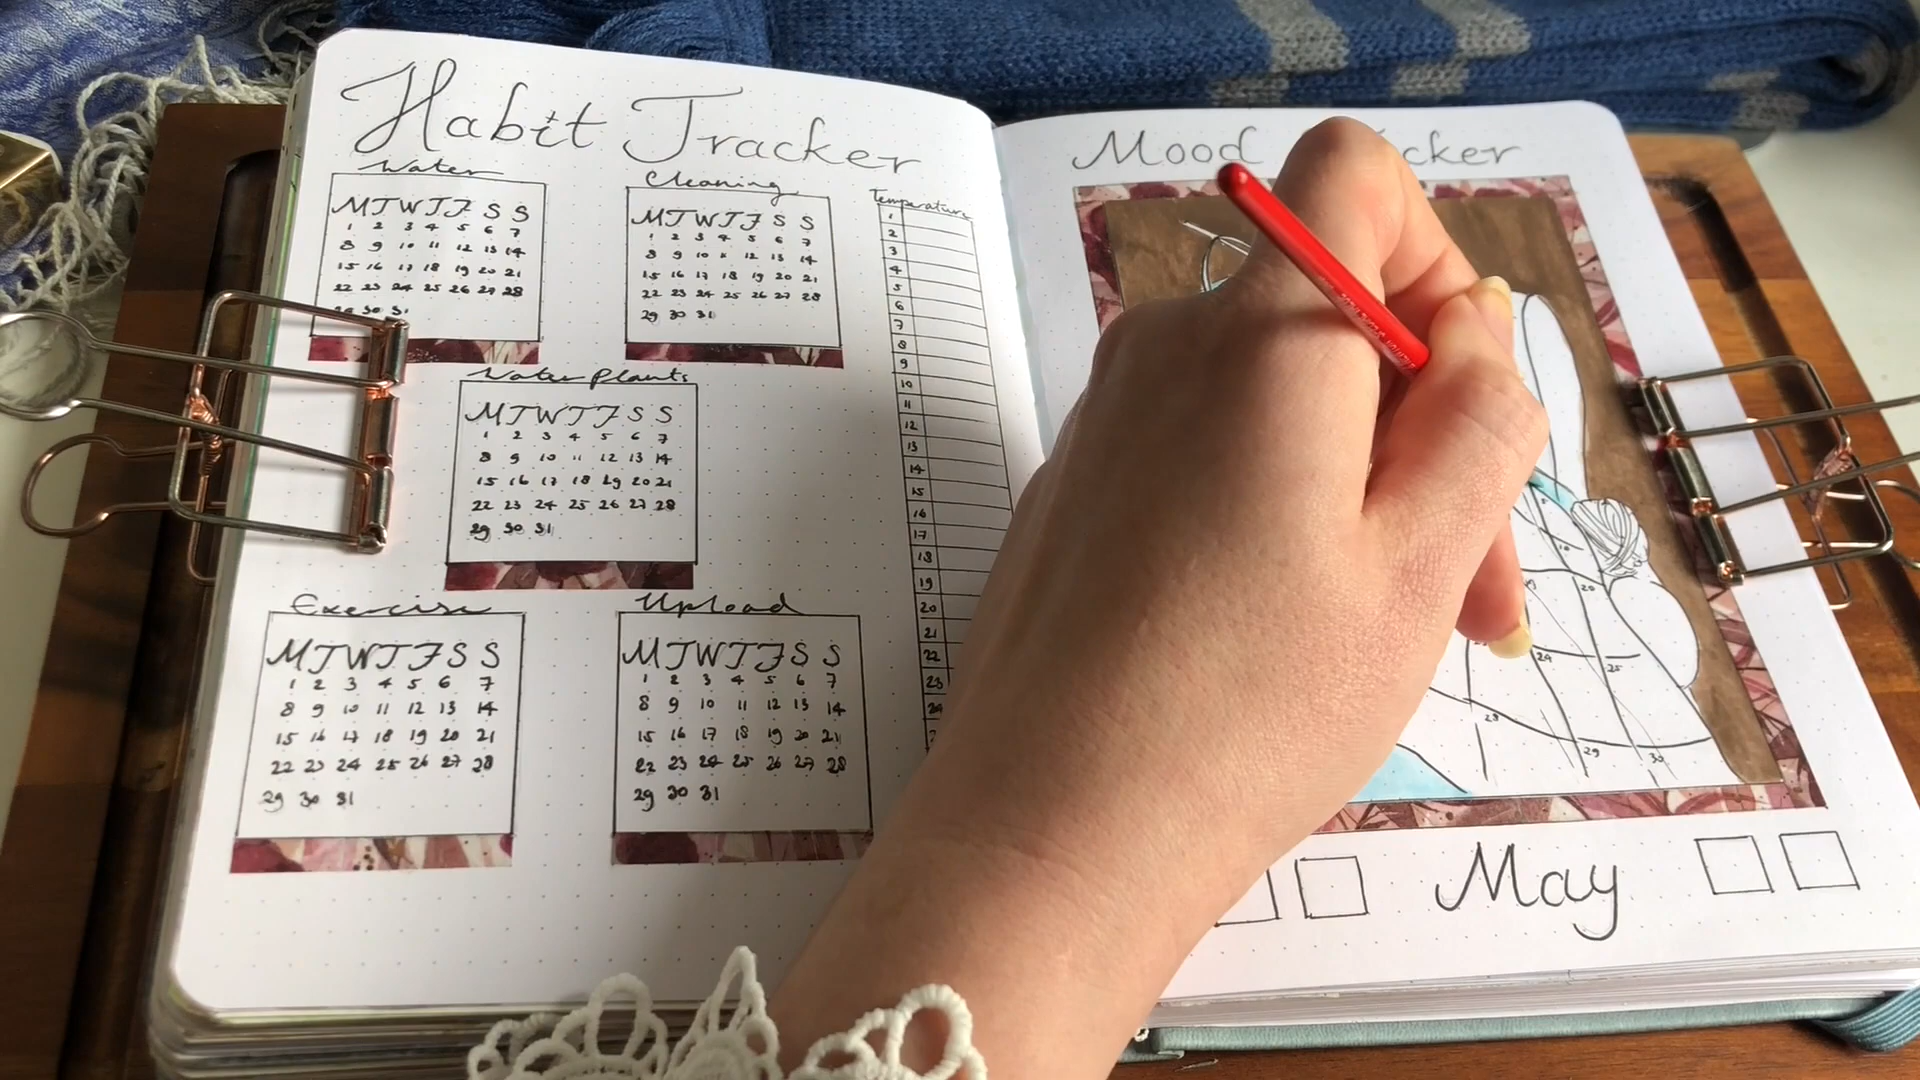 Habit Tracker
Water
M T W T F S S
1 2 3 4 5 6 7
8 9 10 11 12 13 14
15 16 17 18 19 20 21
22 23 24 25 26 27 28
29 30 31
Cleaning
M T W T F S S
1 2 3 4 5 6 7
8 9 10 12 13 14
15 16 17 18 19 20 21
22 23 24 25 26 27 28
29 30 31
Water Plants
M T W T F S S
1 2 3 4 5 6 7
8 9 10 11 12 13 14
15 16 17 18 19 20 21
22 23 24 25 26 27 28
29 30 31
Exercise
M T W T F S S
1 2 3 4 5 6 7
8 9 10 11 12 13 14
15 16 17 18 19 20 21
22 23 24 25 26 27 28
29 30 31
Upload
M T W T F S S
1 2 3 4 5 6 7
8 9 10 11 12 13 14
15 16 17 18 19 20 21
22 23 24 25 26 27 28
29 30 31
Temperature
1
2
3
4
5
6
7
8
9
10
11
12
13
14
15
16
17
18
19
20
21
22
23
24
Mood cker
20
24 25
28 29 30
May